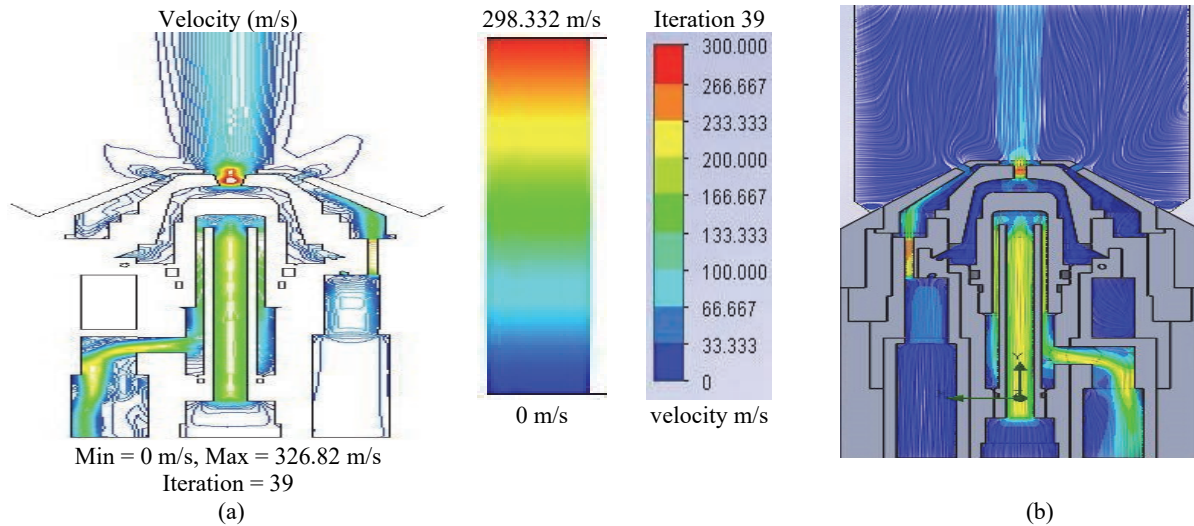 Velocity (m/s)
298.332 m/s
0 m/s
Iteration 39
300.000
266.667
233.333
200.000
166.667
133.333
100.000
66.667
33.333
0
velocity m/s
Min = 0 m/s, Max = 326.82 m/s
Iteration = 39
(a)
Y
(b)